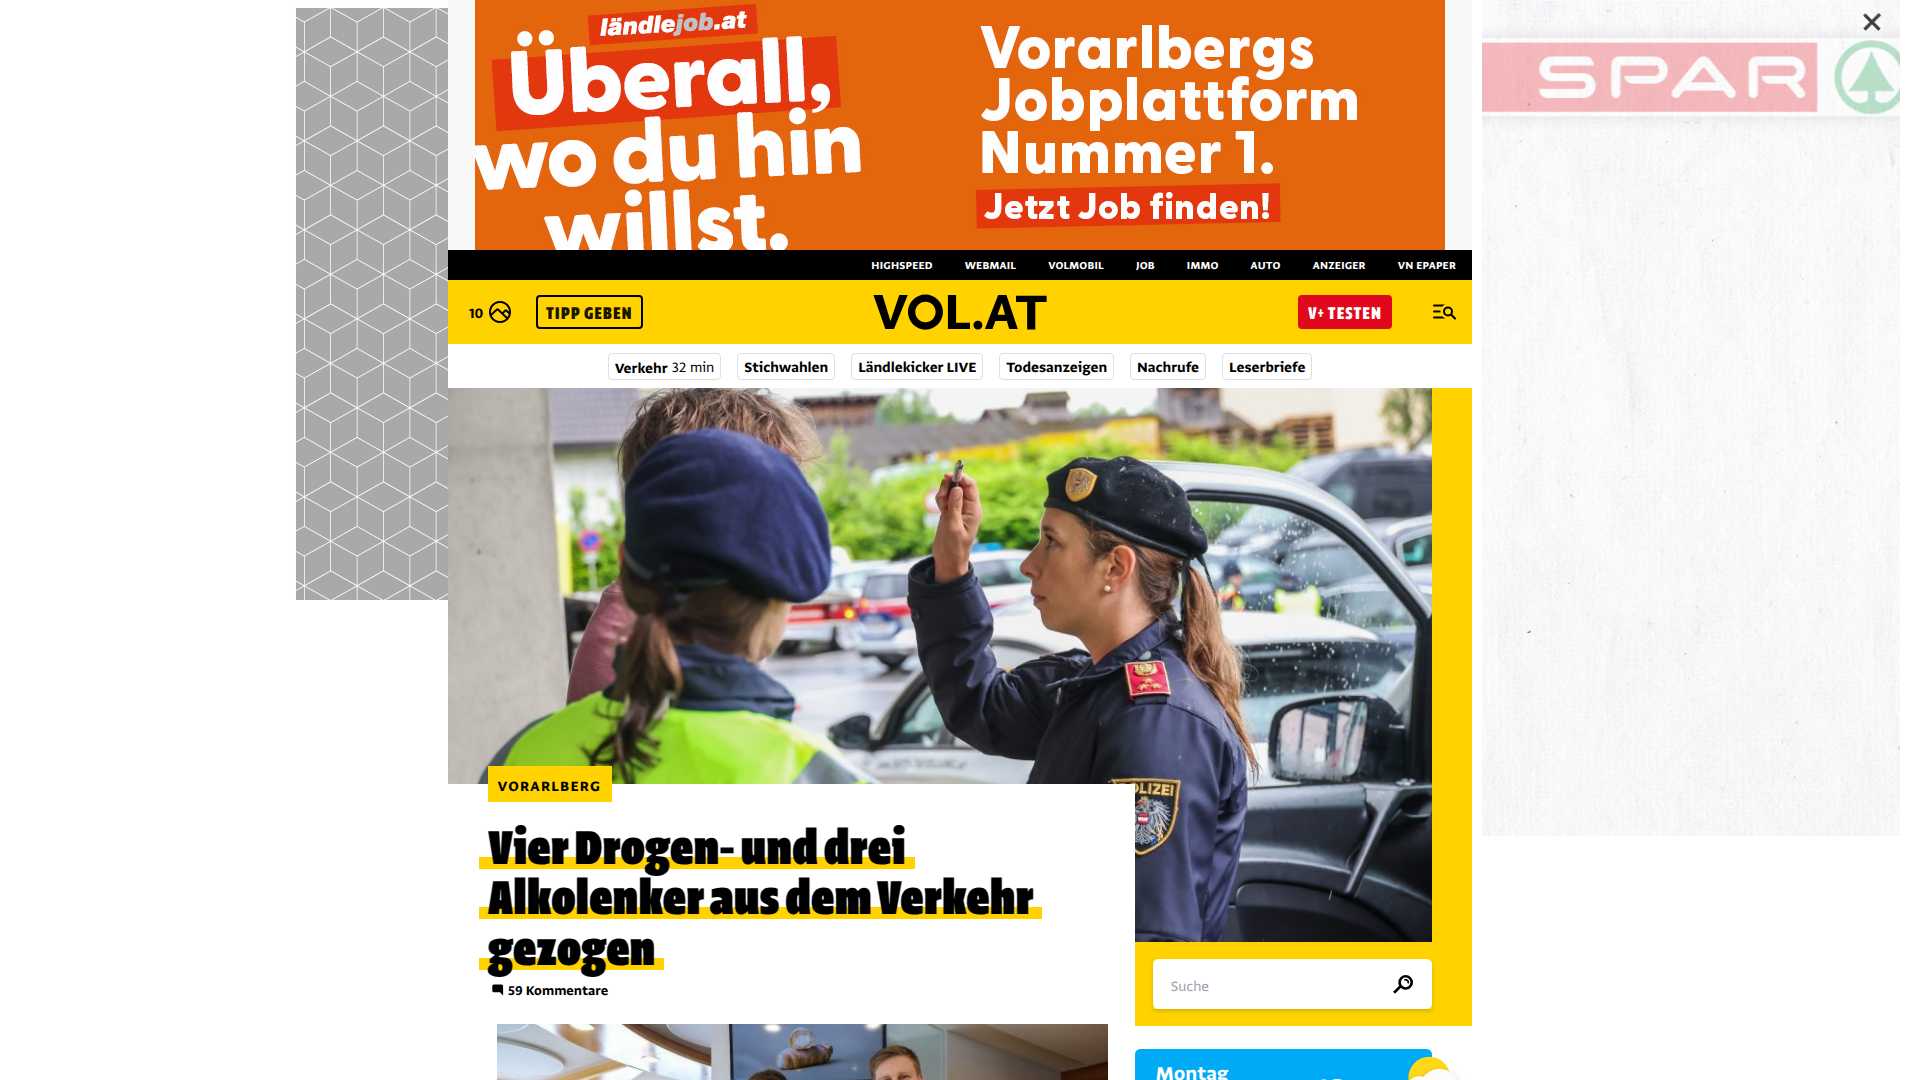 ländlejob.at
Überall,
wo du hin
willst.
Vorarlbergs
Jobplattform
Nummer 1.
Jetzt Job finden!
SPAR
HIGHSPEED WEBMAIL VOLMOBIL JOB IMMO AUTO ANZEIGER VN EPAPER
10 TIPP GEBEN VOL.AT V+ TESTEN
Verkehr 32 min Stichwahlen Ländlekicker LIVE Todesanzeigen Nachrufe Leserbriefe
VORARLBERG
Vier Drogen- und drei
Alkolenker aus dem Verkehr
gezogen
59 Kommentare
Suche
Montag